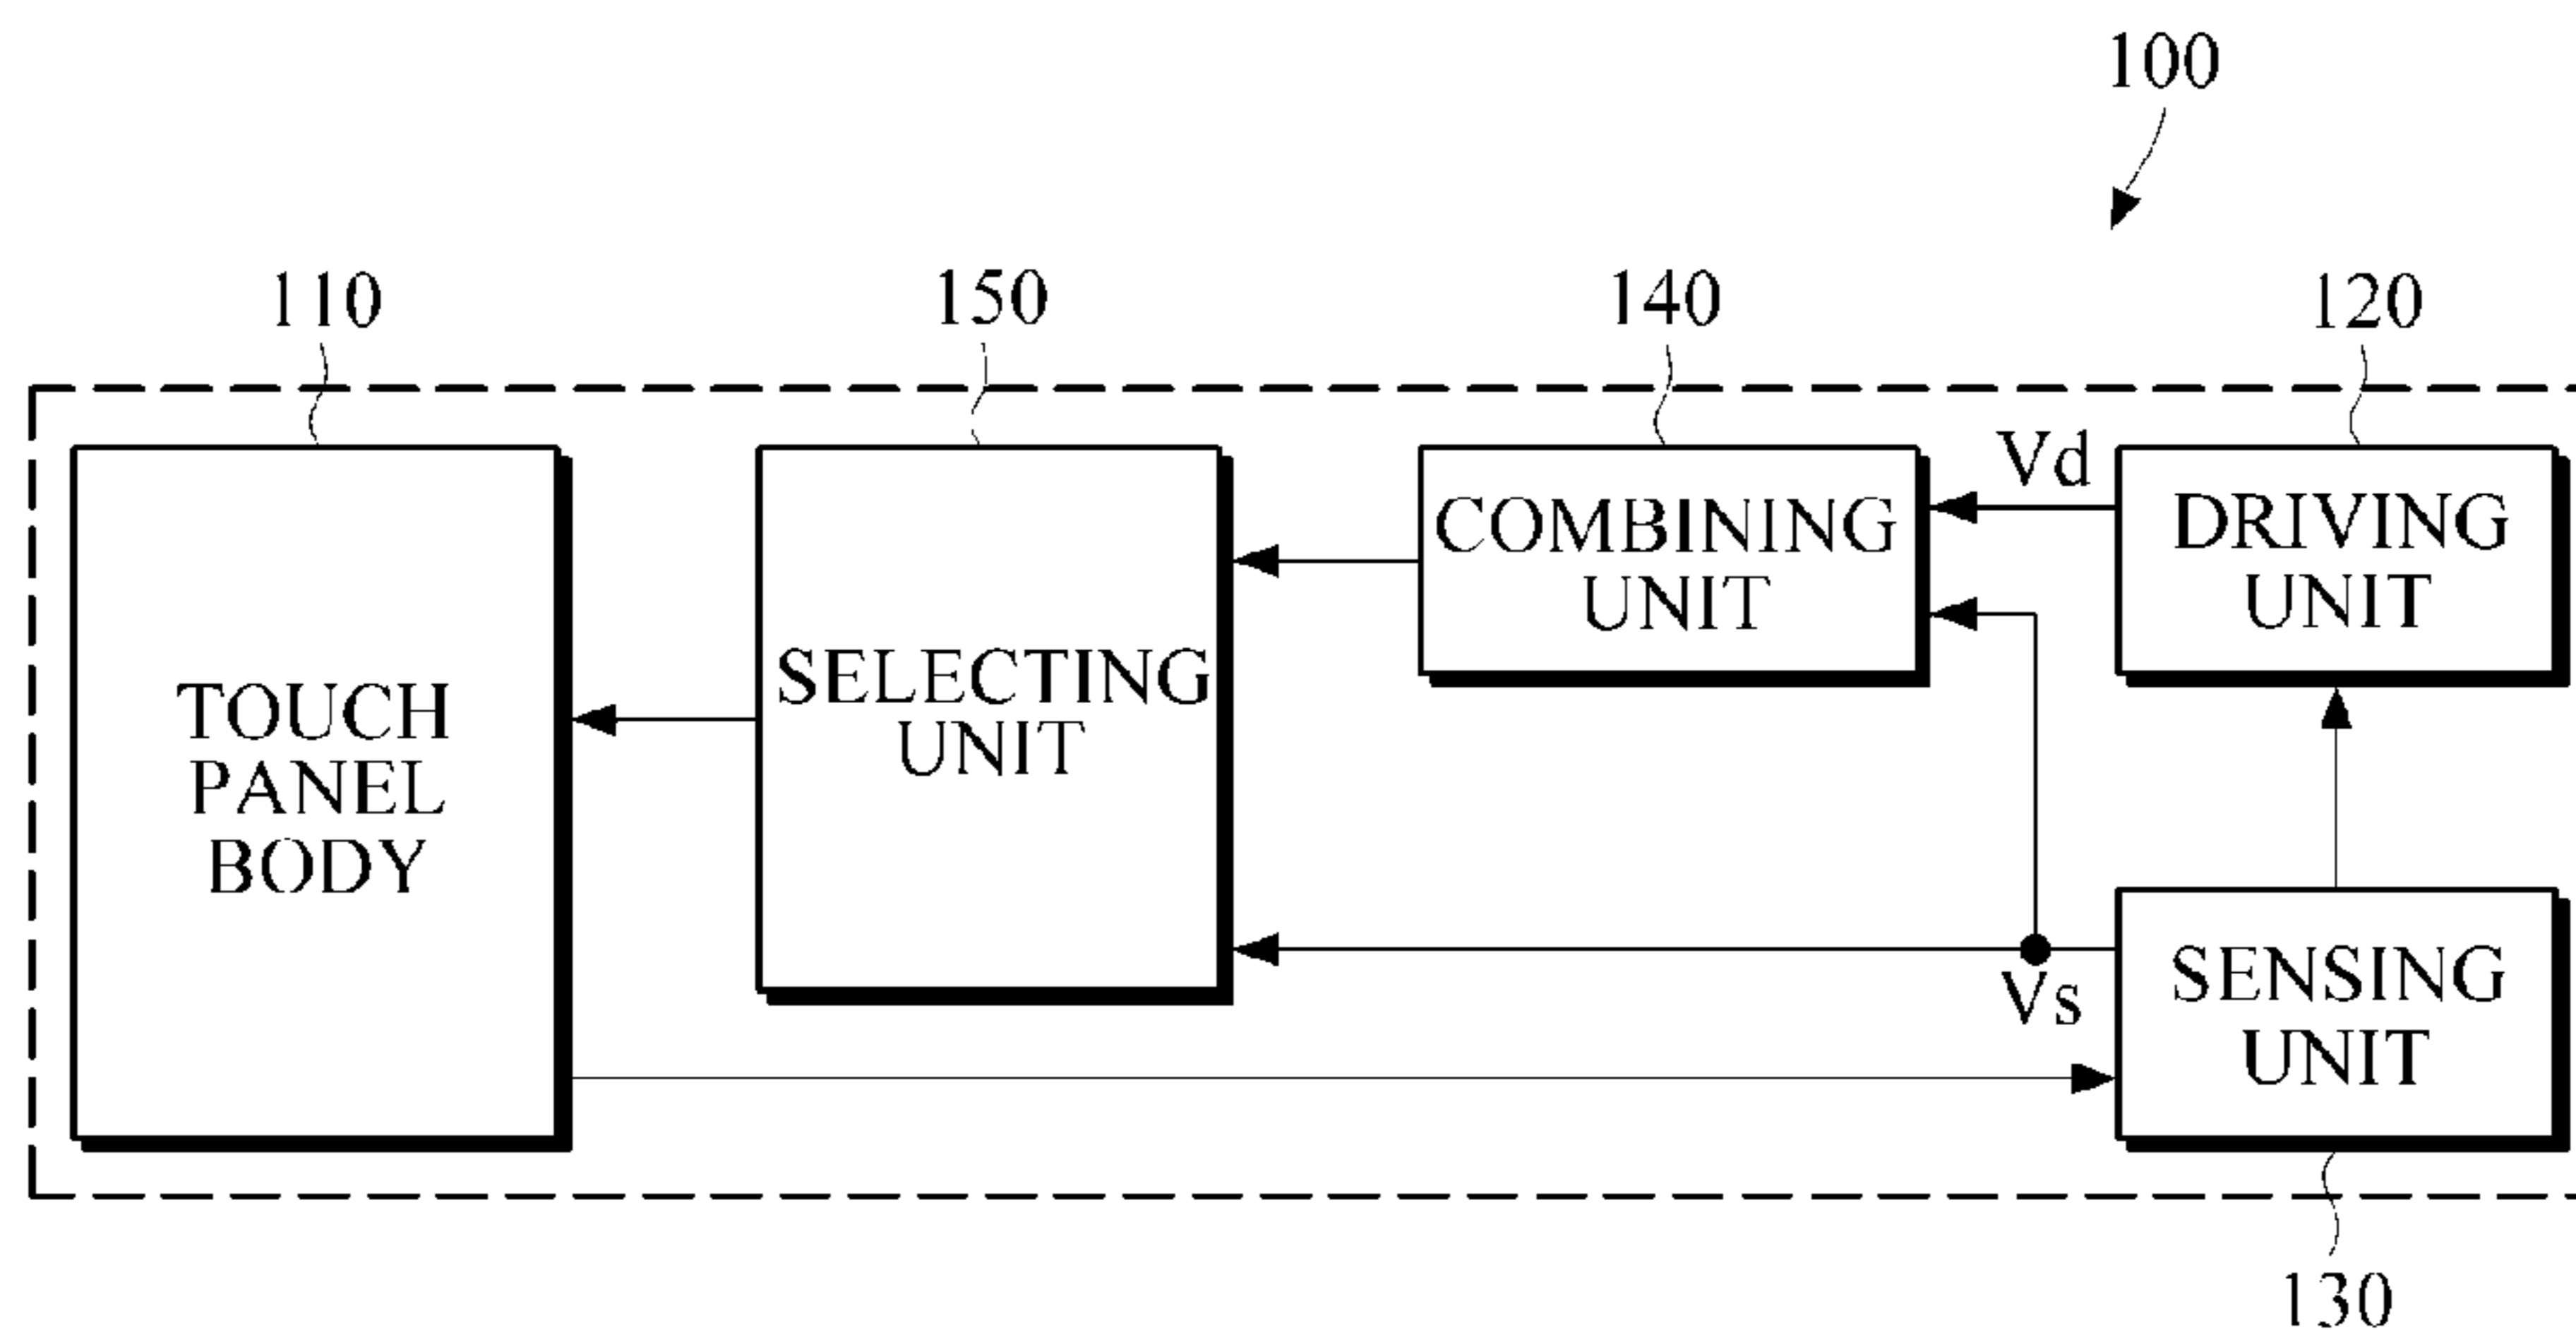 100
110
150
140
120
TOUCH
PANEL
BODY
SELECTING
UNIT
COMBINING
UNIT
Vd
DRIVING
UNIT
Vs
SENSING
UNIT
130